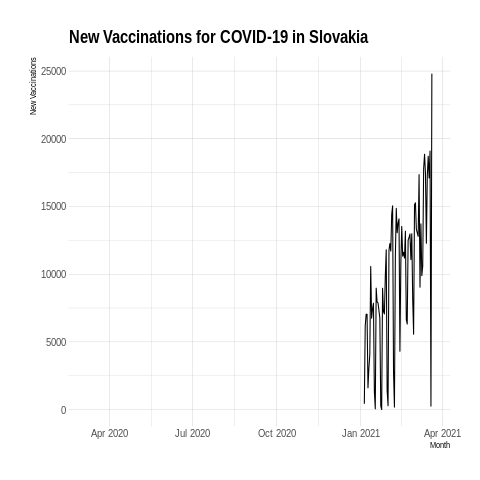 New Vaccinations for COVID-19 in Slovakia
New Vaccinations
25000
20000
15000
10000
5000
0
Apr 2020 Jul 2020 Oct 2020 Jan 2021 Apr 2021
Month